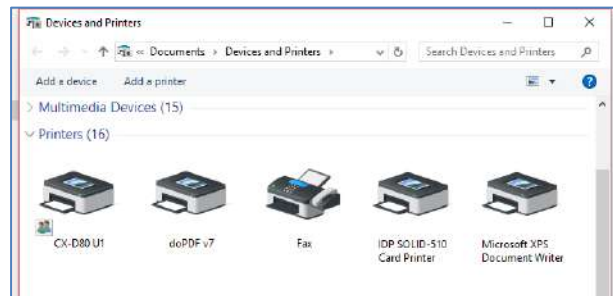 Devices and Printers
« Documents › Devices and Printers ›
Search Devices and Printers
Add a device Add a printer
Multimedia Devices (15)
Printers (16)
CX-D80 U1
doPDF v7
Fax
IDP SOLID-510
Card Printer
Microsoft XPS
Document Writer